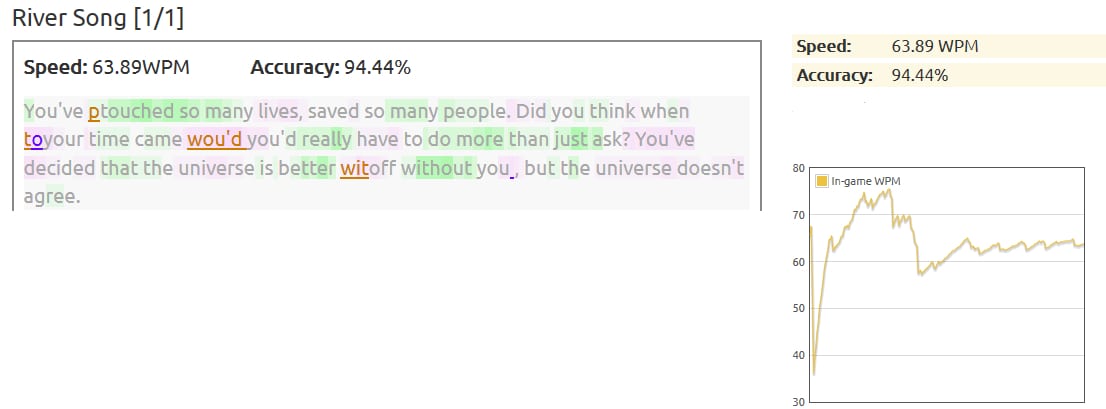 River Song [1/1]
Speed: 63.89WPM Accuracy: 94.44%
You've ptouched so many lives, saved so many people. Did you think when
toyour time came wou'd you'd really have to do more than just ask? You've
decided that the universe is better witoff without you , but the universe doesn't
agree.
Speed: 63.89 WPM
Accuracy: 94.44%
80
In-game WPM
70
60
50
40
30